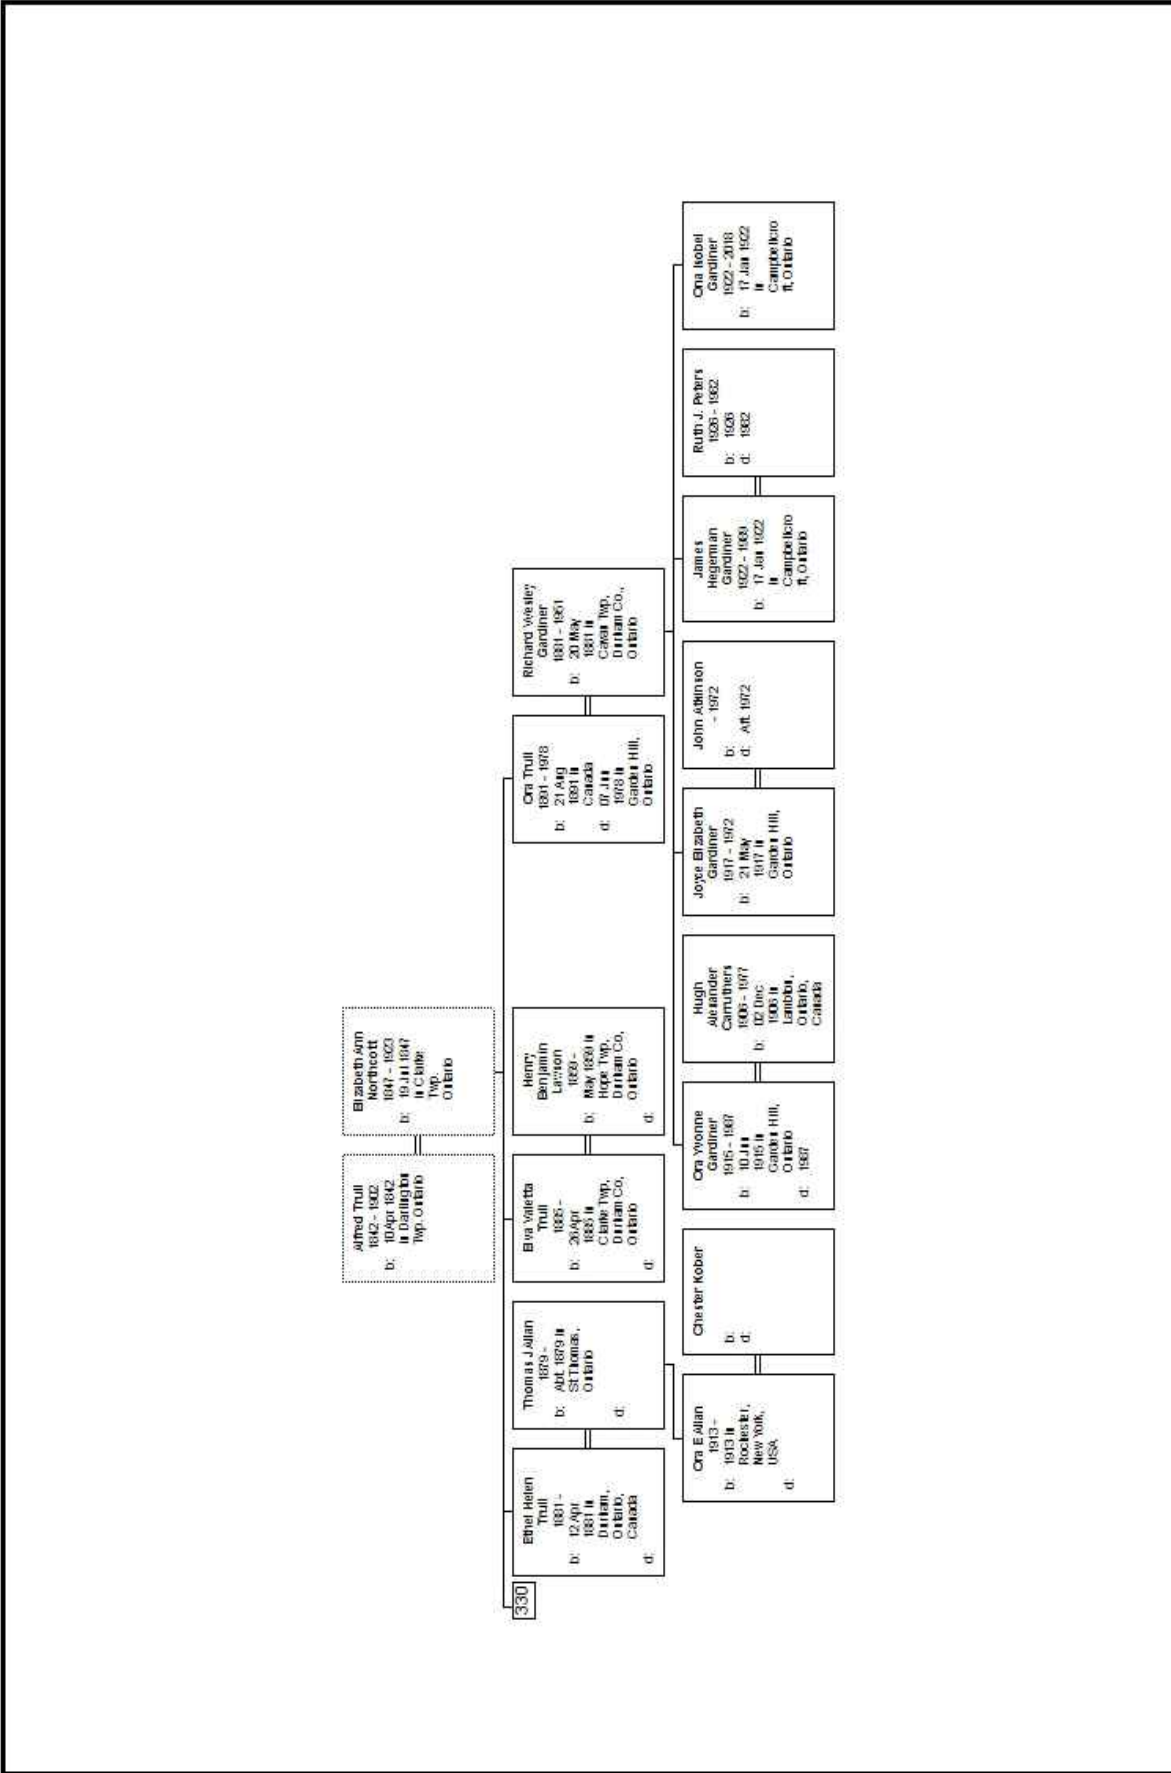 Alfred Trull
1842 - 1902
b: 10 Apr 1842
in Darlington
Twp. Ontario
Elizabeth Ann
Northcott
1847 - 1923
b: 19 Jul 1847
in Clarke
Twp.
Ontario
330
Ethel Helen
Trull
1881 -
b: 12 Apr
1881 in
Durham,
Ontario,
Canada
d:
Thomas J Allan
1879 -
b: Abt. 1879 in
St Thomas,
Ontario
d:
Elva Valetta
Trull
1885 -
b: 26 Apr
1885 in
Clarke Twp,
Durham Co,
Ontario
d:
Henry
Benjamin
Lawson
1859 -
b: May 1859 in
Hope Twp,
Durham Co,
Ontario
d:
Ora Trull
1891 - 1978
b: 21 Aug
1891 in
Canada
d: 07 Jun
1978 in
Garden Hill,
Ontario
Richard Wesley
Gardiner
1881 - 1951
b: 20 May
1881 in
Cavan Twp,
Durham Co.,
Ontario
Ora E Allan
1913 -
b: 1913 in
Rochester,
New York,
USA
d:
Chester Kober
b:
d:
Ora Yvonne
Gardiner
1915 - 1987
b: 10 Jun
1915 in
Garden Hill,
Ontario
d: 1987
Hugh
Alexander
Carruthers
1906 - 1977
b: 02 Dec
1906 in
Lambton,
Ontario,
Canada
Joyce Elizabeth
Gardiner
1917 - 1972
b: 21 May
1917 in
Garden Hill,
Ontario
John Atkinson
- 1972
b:
d: Aft. 1972
James
Hegerman
Gardiner
1922 - 1989
b: 17 Jan 1922
in
Campbellcro
ft, Ontario
Ruth J. Peters
1926 - 1982
b: 1926
d: 1982
Ona Isobel
Gardiner
1922 - 2018
b: 17 Jan 1922
in
Campbellcro
ft, Ontario